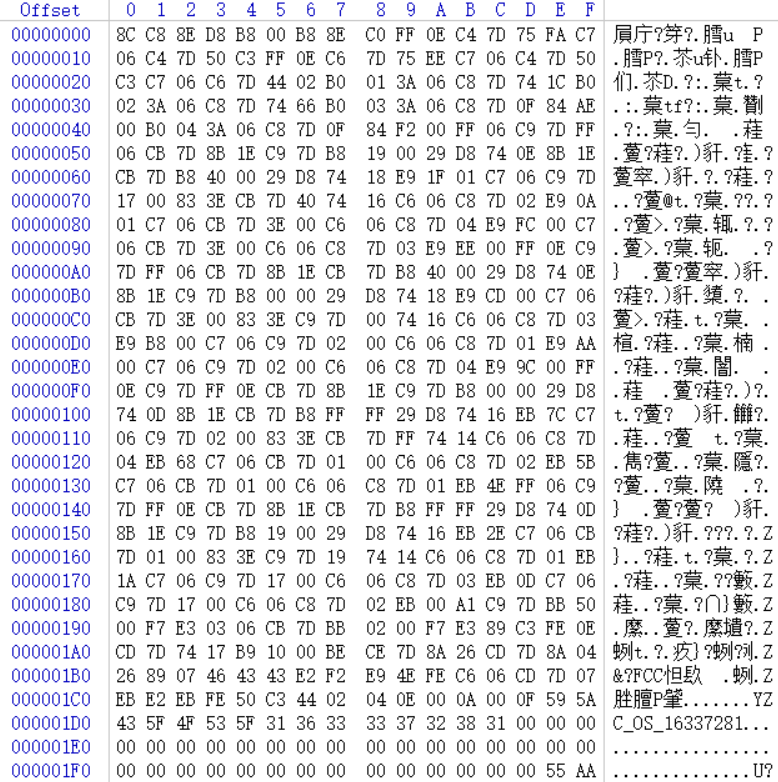 Offset 0 1 2 3 4 5 6 7 8 9 A B C D E F
00000000 8C C8 8E D8 B8 00 B8 8E C0 FF 0E C4 7D 75 FA C7 屓庁?笌?.膤u P
00000010 06 C4 7D 50 C3 FF 0E C6 7D 75 EE C7 06 C4 7D 50 .膤P?.苶u钋.膤P
00000020 C3 C7 06 C6 7D 44 02 B0 01 3A 06 C8 7D 74 1C B0 们.苶D.?:.葉t.?
00000030 02 3A 06 C8 7D 74 66 B0 03 3A 06 C8 7D 0F 84 AE .:.葉tf?:.葉.劗
00000040 00 B0 04 3A 06 C8 7D 0F 84 F2 00 FF 06 C9 7D FF .?:.葉.勹. .蓗
00000050 06 CB 7D 8B 1E C9 7D B8 19 00 29 D8 74 0E 8B 1E
00000060 CB 7D B8 40 00 29 D8 74 18 E9 1F 01 C7 06 C9 7D
00000070 17 00 83 3E CB 7D 40 74 16 C6 06 C8 7D 02 E9 0A
00000080 01 C7 06 CB 7D 3E 00 C6 06 C8 7D 04 E9 FC 00 C7
00000090 06 CB 7D 3E 00 C6 06 C8 7D 03 E9 EE 00 FF 0E C9
000000A0 7D FF 06 CB 7D 8B 1E CB 7D B8 40 00 29 D8 74 0E
000000B0 8B 1E C9 7D B8 00 00 29 D8 74 18 E9 CD 00 C7 06
000000C0 CB 7D 3E 00 83 3E C9 7D 00 74 16 C6 06 C8 7D 03
000000D0 E9 B8 00 C7 06 C9 7D 02 00 C6 06 C8 7D 01 E9 AA
000000E0 00 C7 06 C9 7D 02 00 C6 06 C8 7D 04 E9 9C 00 FF
000000F0 0E C9 7D FF 0E CB 7D 8B 1E C9 7D B8 00 00 29 D8
00000100 74 0D 8B 1E CB 7D B8 FF FF 29 D8 74 16 EB 7C C7
00000110 06 C9 7D 02 00 83 3E CB 7D FF 74 14 C6 06 C8 7D
00000120 04 EB 68 C7 06 CB 7D 01 00 C6 06 C8 7D 02 EB 5B
00000130 C7 06 CB 7D 01 00 C6 06 C8 7D 01 EB 4E FF 06 C9
00000140 7D FF 0E CB 7D 8B 1E CB 7D B8 FF FF 29 D8 74 0D
00000150 8B 1E C9 7D B8 19 00 29 D8 74 16 EB 2E C7 06 CB
00000160 7D 01 00 83 3E C9 7D 19 74 14 C6 06 C8 7D 01 EB
00000170 1A C7 06 C9 7D 17 00 C6 06 C8 7D 03 EB 0D C7 06
00000180 C9 7D 17 00 C6 06 C8 7D 02 EB 00 A1 C9 7D BB 50
00000190 00 F7 E3 03 06 CB 7D BB 02 00 F7 E3 89 C3 FE 0E
000001A0 CD 7D 74 17 B9 10 00 BE CE 7D 8A 26 CD 7D 8A 04
000001B0 26 89 07 46 43 43 E2 F2 E9 4E FE C6 06 CD 7D 07
000001C0 EB E2 EB FE 50 C3 44 02 04 0E 00 0A 00 0F 59 5A
000001D0 43 5F 4F 53 5F 31 36 33 33 37 32 38 31 00 00 00 C_OS_16337281...
000001E0 00 00 00 00 00 00 00 00 00 00 00 00 00 00 00 00 ................
000001F0 00 00 00 00 00 00 00 00 00 00 00 00 00 00 55 AA ..............U?